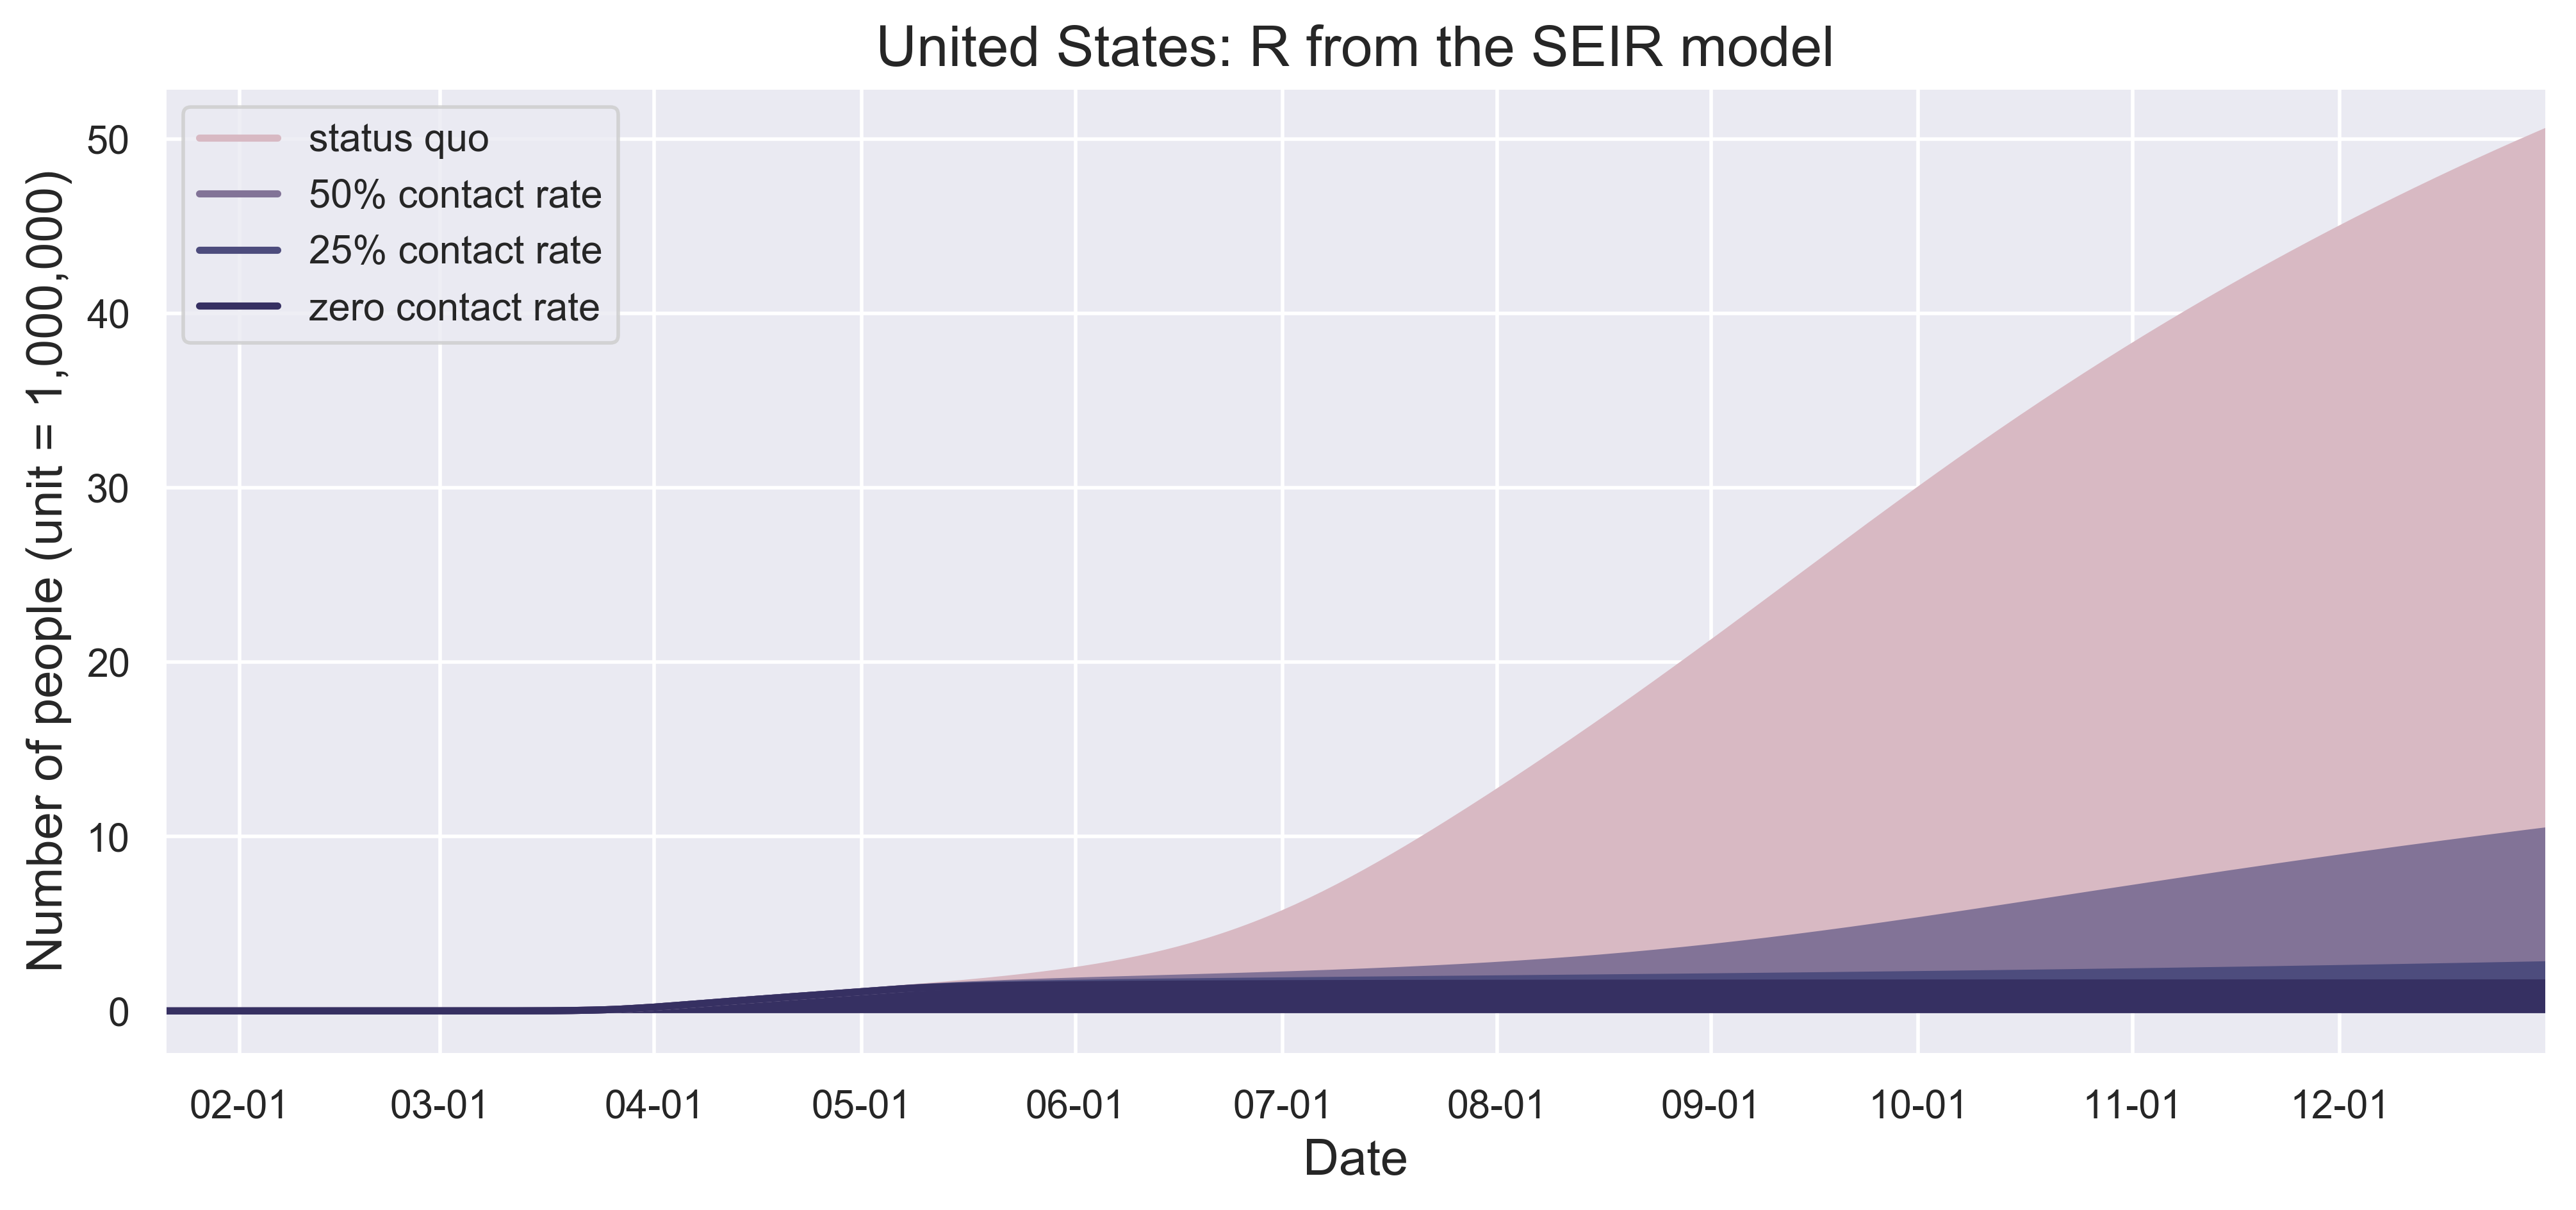 United States: R from the SEIR model
status quo
50% contact rate
25% contact rate
zero contact rate
Number of people (unit = 1,000,000)
50
40
30
20
10
0
02-01 03-01 04-01 05-01 06-01 07-01 08-01 09-01 10-01 11-01 12-01
Date